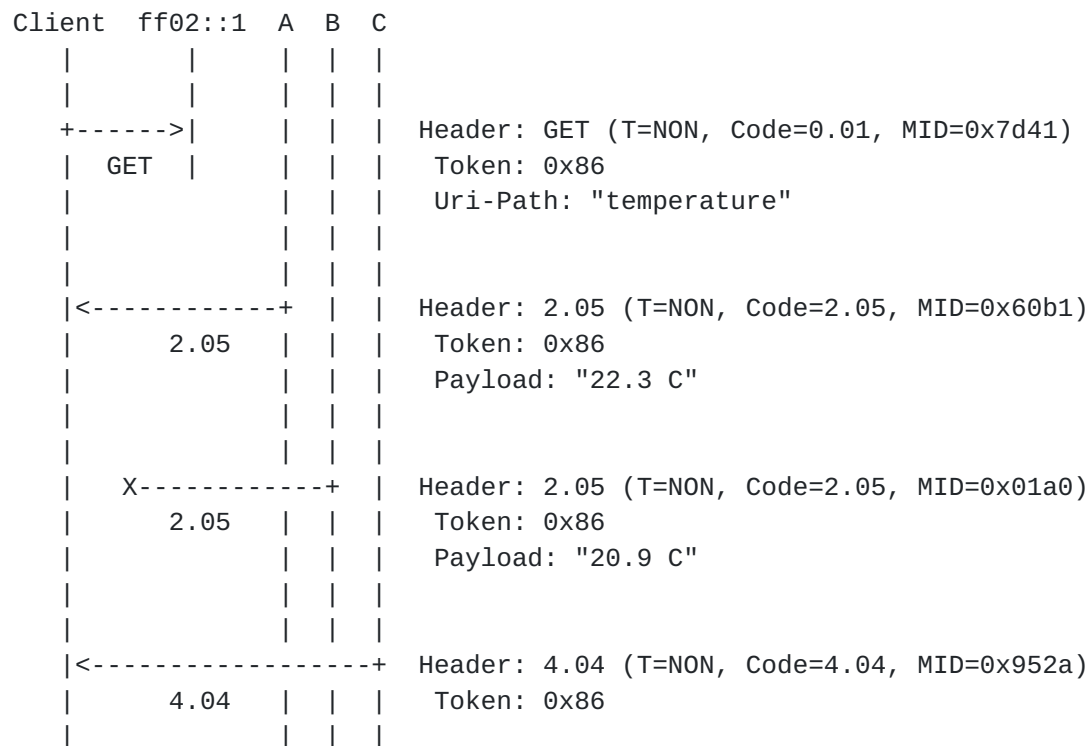 Client  ff02::1  A  B  C
   |       |     |  |  |
   |       |     |  |  |
   +------>|     |  |  |  Header: GET (T=NON, Code=0.01, MID=0x7d41)
   |  GET  |     |  |  |   Token: 0x86
   |             |  |  |   Uri-Path: "temperature"
   |             |  |  |
   |             |  |  |
   |<------------+  |  |  Header: 2.05 (T=NON, Code=2.05, MID=0x60b1)
   |      2.05   |  |  |   Token: 0x86
   |             |  |  |   Payload: "22.3 C"
   |             |  |  |
   |             |  |  |
   |   X------------+  |  Header: 2.05 (T=NON, Code=2.05, MID=0x01a0)
   |      2.05   |  |  |   Token: 0x86
   |             |  |  |   Payload: "20.9 C"
   |             |  |  |
   |             |  |  |
   |<------------------+  Header: 4.04 (T=NON, Code=4.04, MID=0x952a)
   |      4.04   |  |  |   Token: 0x86
   |             |  |  |